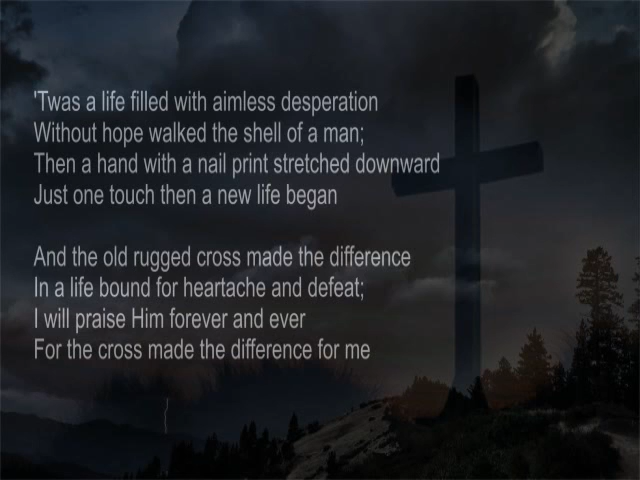 'Twas a life filled with aimless desperation
Without hope walked the shell of a man;
Then a hand with a nail print stretched downward
Just one touch then a new life began

And the old rugged cross made the difference
In a life bound for heartache and defeat;
I will praise Him forever and ever
For the cross made the difference for me